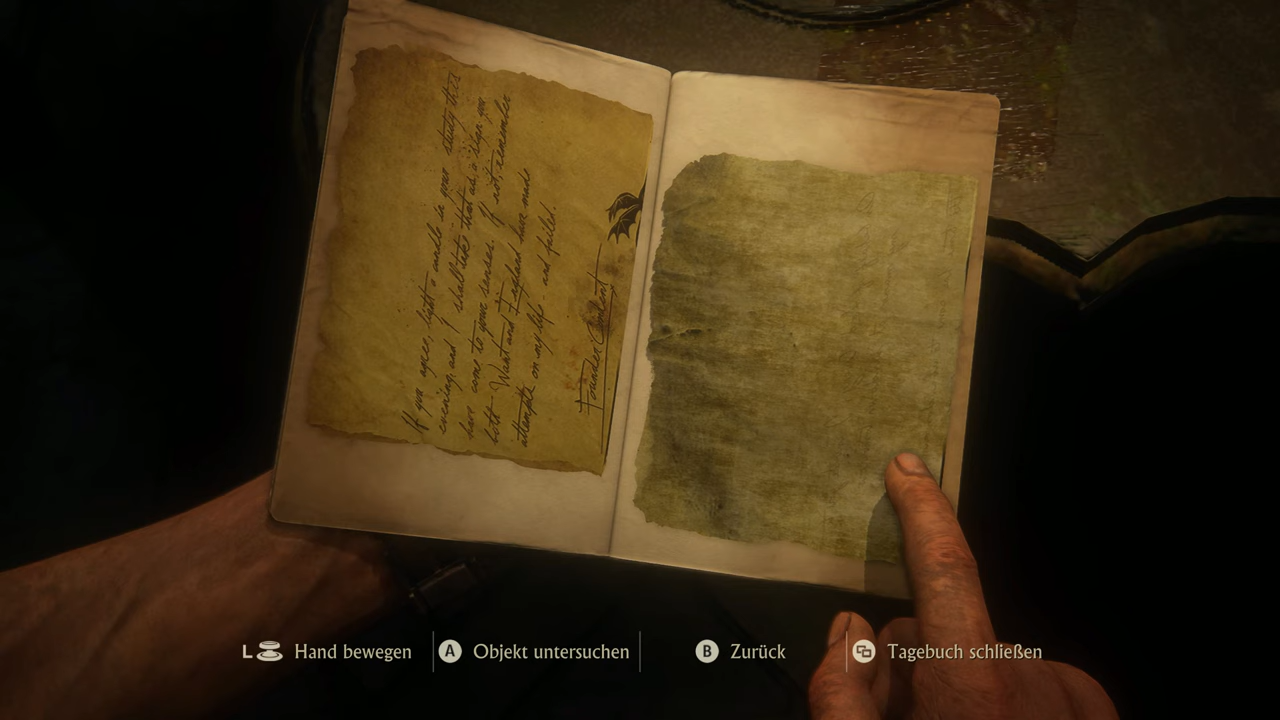 If you agree, light a candle in your study this
evening, and I shall take that as a sign you
have come to your senses. If not, remember
both Want and England have made
attempts on my life and failed.
L Hand bewegen
A Objekt untersuchen
B Zurück
Tagebuch schließen